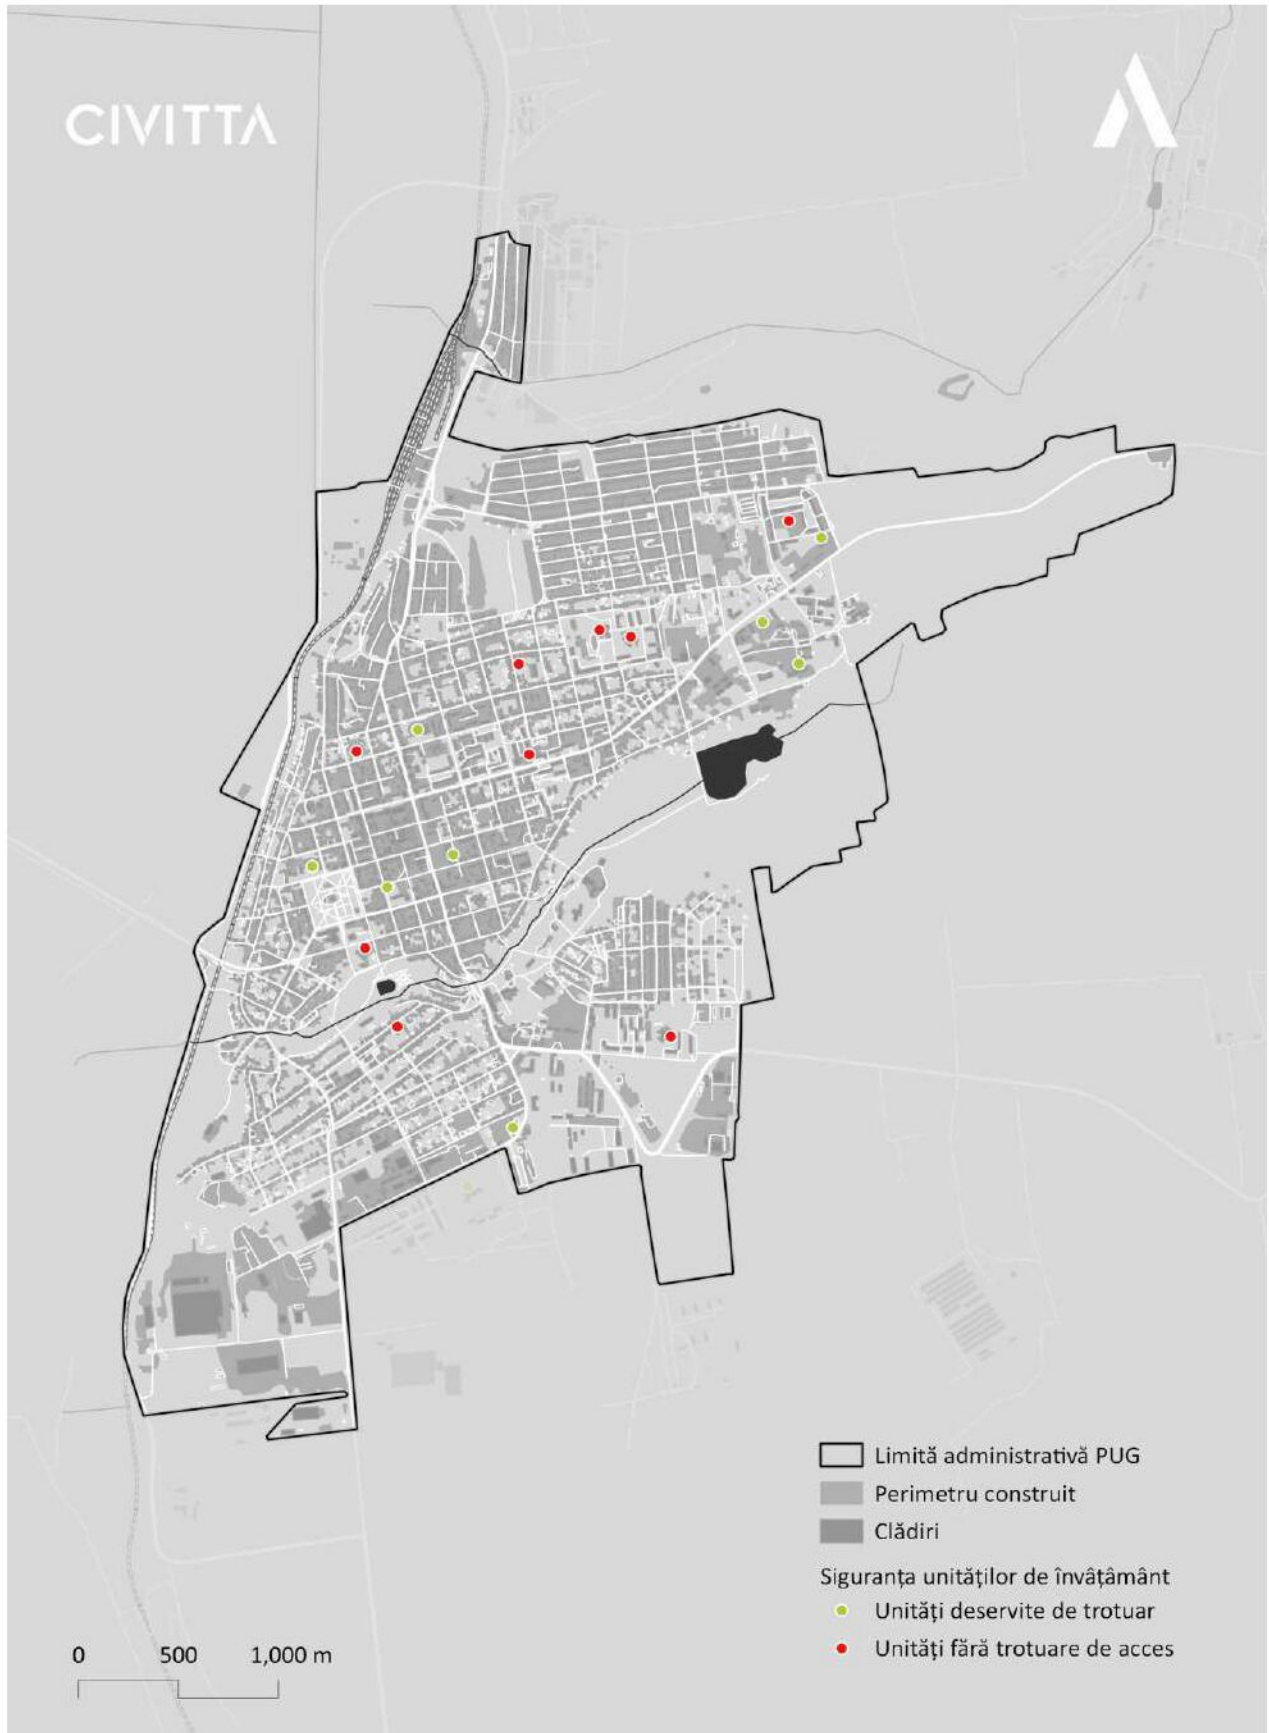 CIVITTA
Limită administrativă PUG
Perimetru construit
Clădiri
Siguranța unităților de învâțământ
Unități deservite de trotuar
Unități fără trotuare de acces
0 500 1,000 m